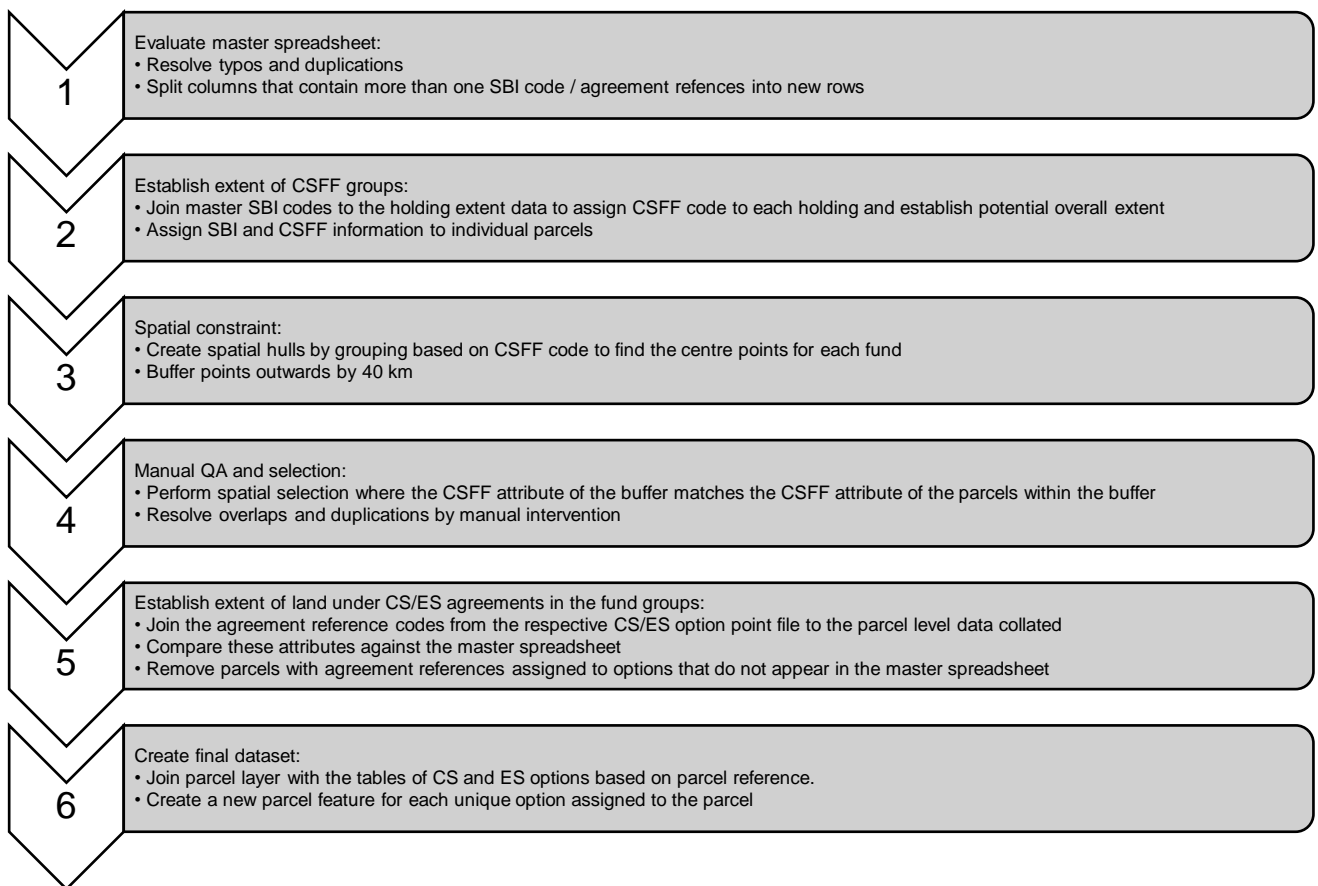 1
Evaluate master spreadsheet:
• Resolve typos and duplications
• Split columns that contain more than one SBI code / agreement refences into new rows
2
Establish extent of CSFF groups:
• Join master SBI codes to the holding extent data to assign CSFF code to each holding and establish potential overall extent
• Assign SBI and CSFF information to individual parcels
3
Spatial constraint:
• Create spatial hulls by grouping based on CSFF code to find the centre points for each fund
• Buffer points outwards by 40 km
4
Manual QA and selection:
• Perform spatial selection where the CSFF attribute of the buffer matches the CSFF attribute of the parcels within the buffer
• Resolve overlaps and duplications by manual intervention
5
Establish extent of land under CS/ES agreements in the fund groups:
• Join the agreement reference codes from the respective CS/ES option point file to the parcel level data collated
• Compare these attributes against the master spreadsheet
• Remove parcels with agreement references assigned to options that do not appear in the master spreadsheet
6
Create final dataset:
• Join parcel layer with the tables of CS and ES options based on parcel reference.
• Create a new parcel feature for each unique option assigned to the parcel